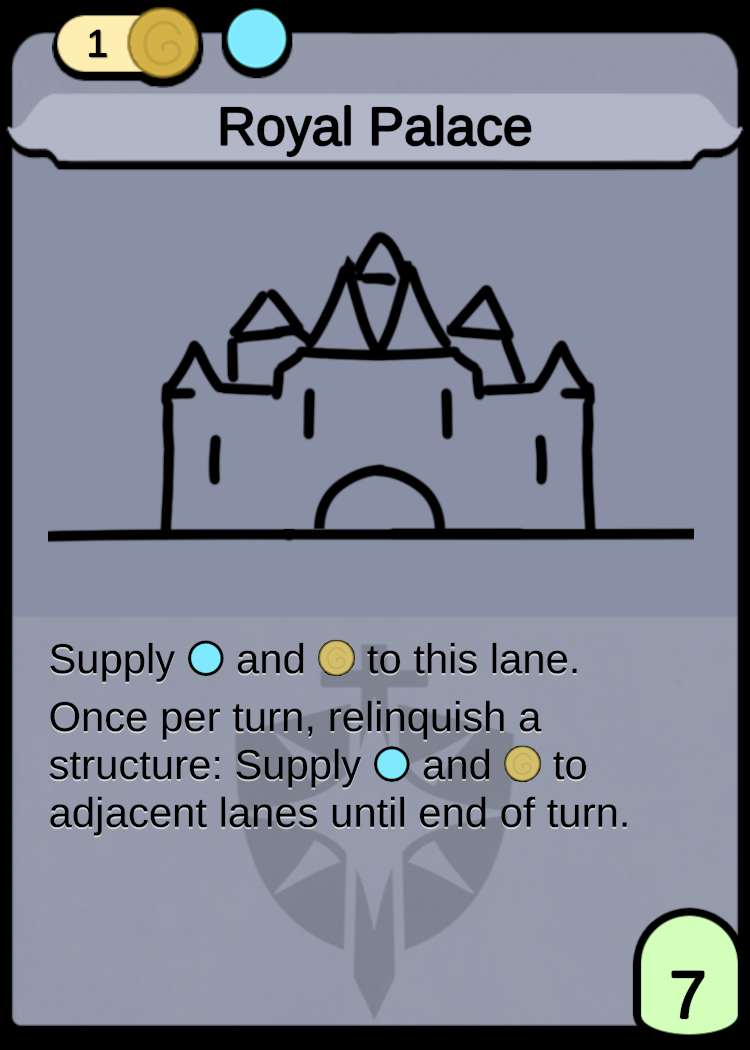 1
Royal Palace
Supply and to this lane.
Once per turn, relinquish a
structure: Supply and to
adjacent lanes until end of turn.
7